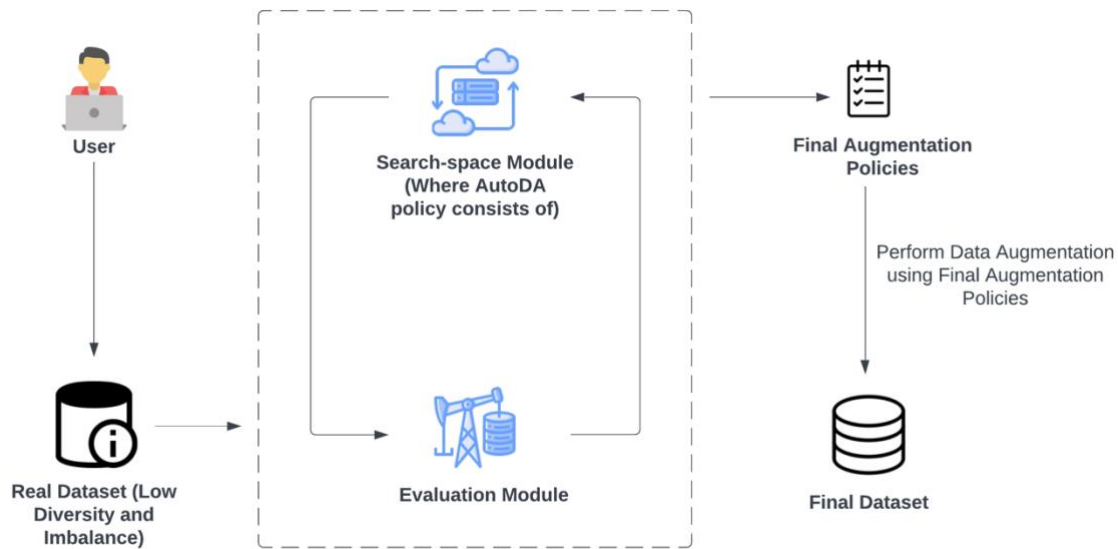 User
Real Dataset (Low
Diversity and
Imbalance)
Search-space Module
(Where AutoDA
policy consists of)
Evaluation Module
Final Augmentation
Policies
Perform Data Augmentation
using Final Augmentation
Policies
Final Dataset